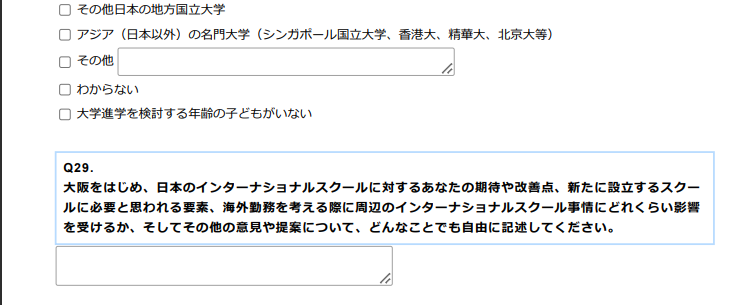 その他日本の地方国立大学
アジア（日本以外）の名門大学（シンガポール国立大学、香港大、精華大、北京大等）
その他
わからない
大学進学を検討する年齢の子どもがいない
Q29.
大阪をはじめ、日本のインターナショナルスクールに対するあなたの期待や改善点、新たに設立するスクー
ルに必要と思われる要素、海外勤務を考える際に周辺のインターナショナルスクール事情にどれくらい影響
を受けるか、そしてその他の意見や提案について、どんなことでも自由に記述してください。